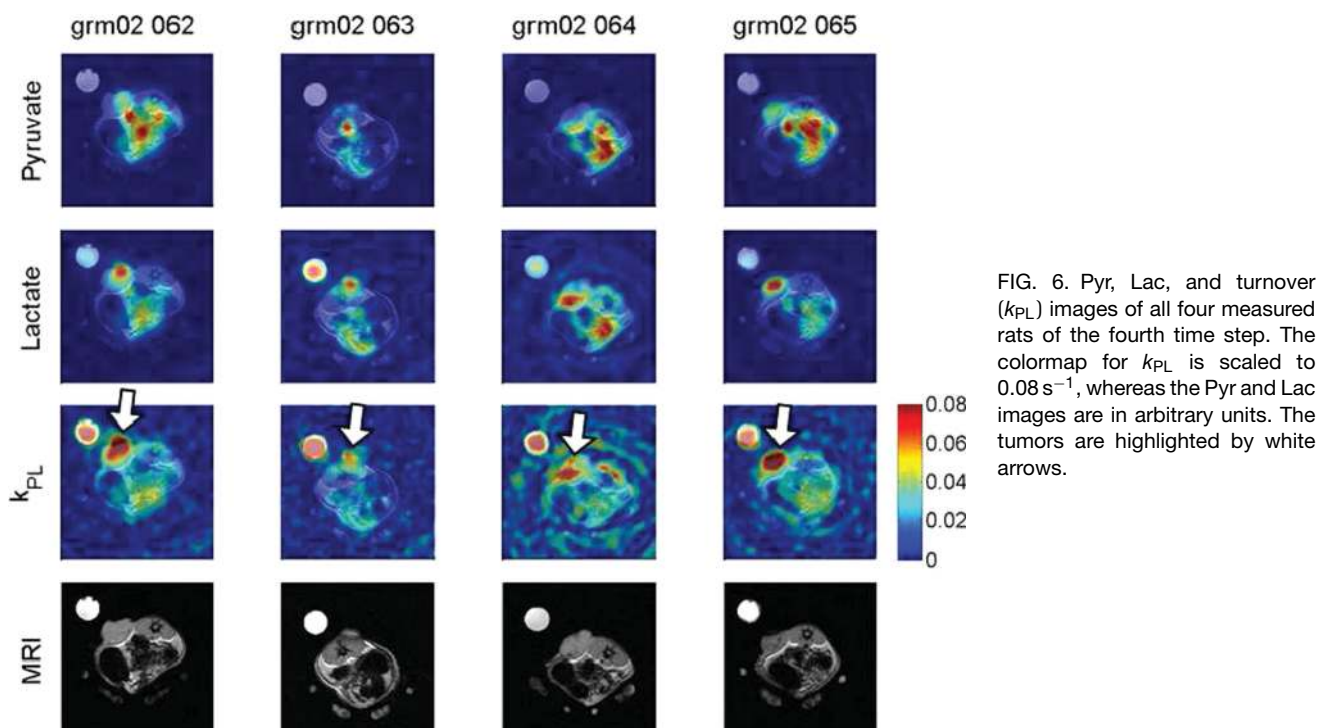 grm02 062 grm02 063 grm02 064 grm02 065
Pyruvate
Lactate
kPL
MRI
0.08
0.06
0.04
0.02
0
FIG. 6. Pyr, Lac, and turnover
(kPL) images of all four measured
rats of the fourth time step. The
colormap for kPL is scaled to
0.08 s−1, whereas the Pyr and Lac
images are in arbitrary units. The
tumors are highlighted by white
arrows.